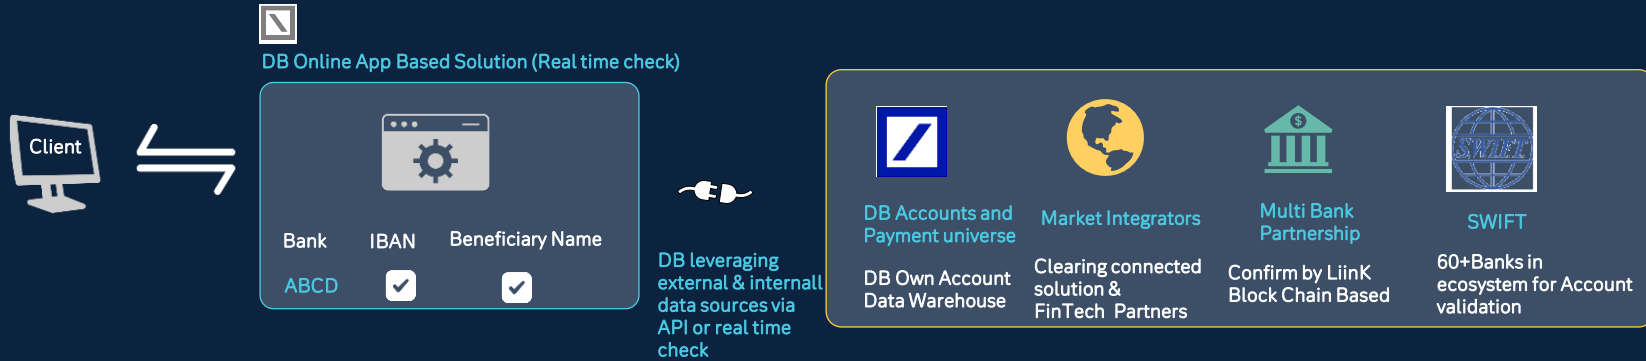 DB Online App Based Solution (Real time check)
Client
Bank
IBAN
Beneficiary Name
ABCD
DB leveraging
external & internall
data sources via
API or real time
check
DB Accounts and
Payment universe
DB Own Account
Data Warehouse
Market Integrators
Clearing connected
solution &
FinTech Partners
Multi Bank
Partnership
Confirm by LiinK
Block Chain Based
SWIFT
SWIFT
60+Banks in
ecosystem for Account
validation